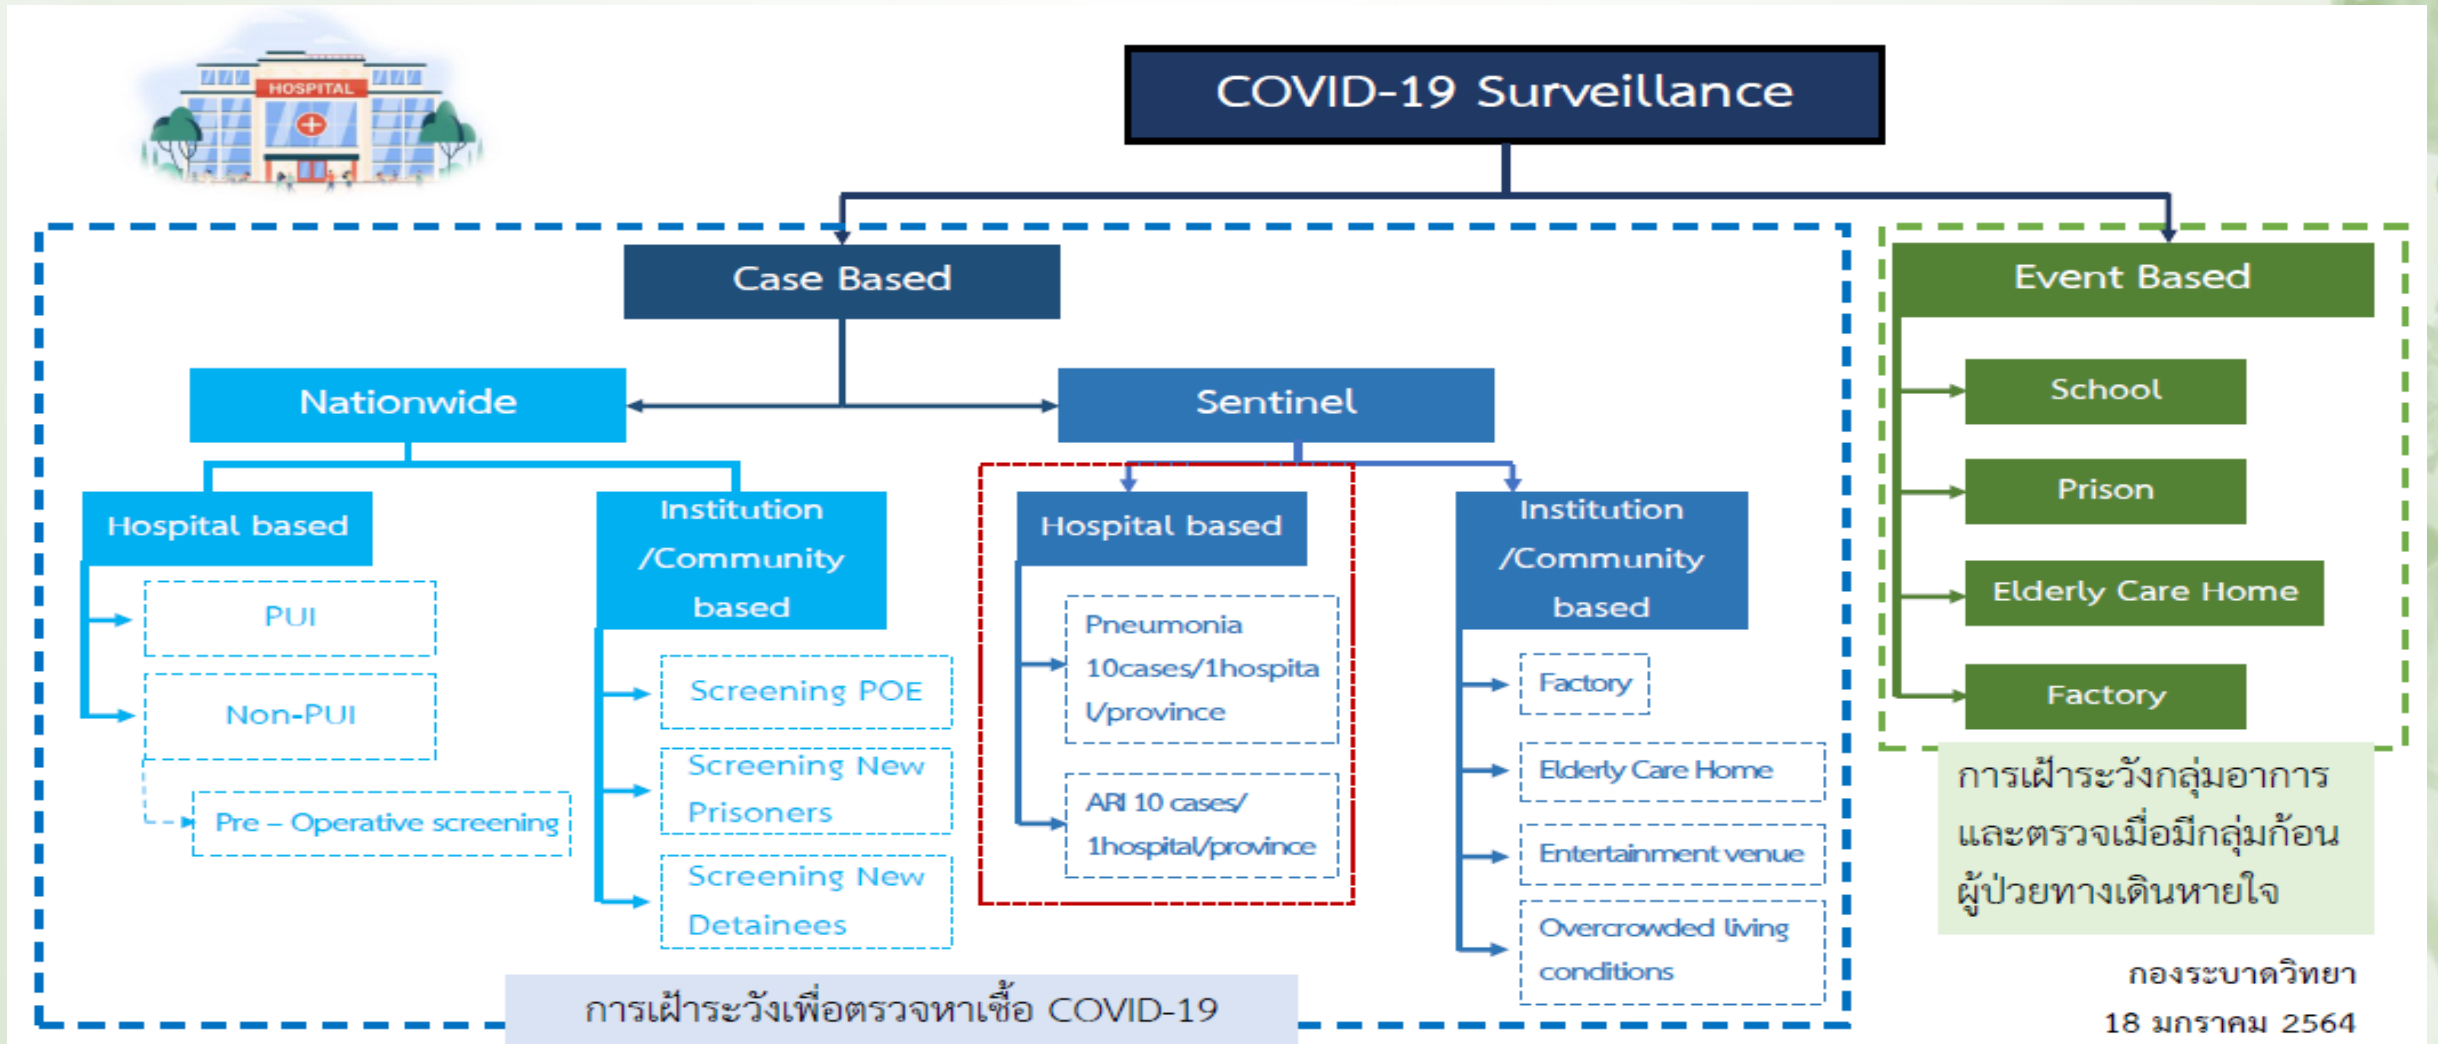 HOSPITAL
COVID-19 Surveillance
Case Based
Event Based
Nationwide
Sentinel
Hospital based
PUI
Non-PUI
Pre – Operative screening
Institution
/Community
based
Screening POE
Screening New
Prisoners
Screening New
Detainees
Hospital based
Pneumonia
10cases/1hospita
l/province
ARI 10 cases/
1hospital/province
Institution
/Community
based
Factory
Elderly Care Home
Entertainment venue
Overcrowded living
conditions
School
Prison
Elderly Care Home
Factory
การเฝ้าระวังกลุ่มอาการ
และตรวจเมื่อมีกลุ่มก้อน
ผู้ป่วยทางเดินหายใจ
การเฝ้าระวังเพื่อตรวจหาเชื้อ COVID-19
กองระบาดวิทยา
18 มกราคม 2564